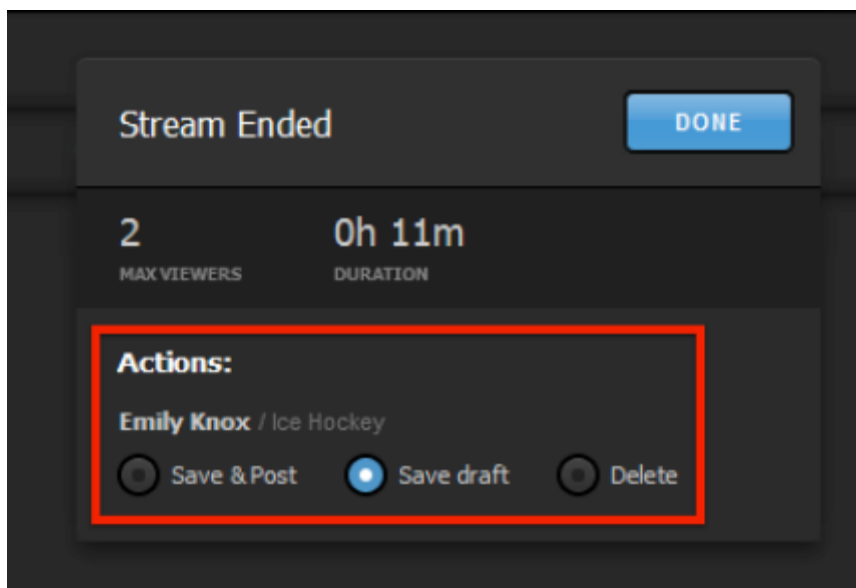 Stream Ended
DONE
2
0h 11m
MAX VIEWERS
DURATION
Actions:
Emily Knox / Ice Hockey
Save & Post
Save draft
Delete